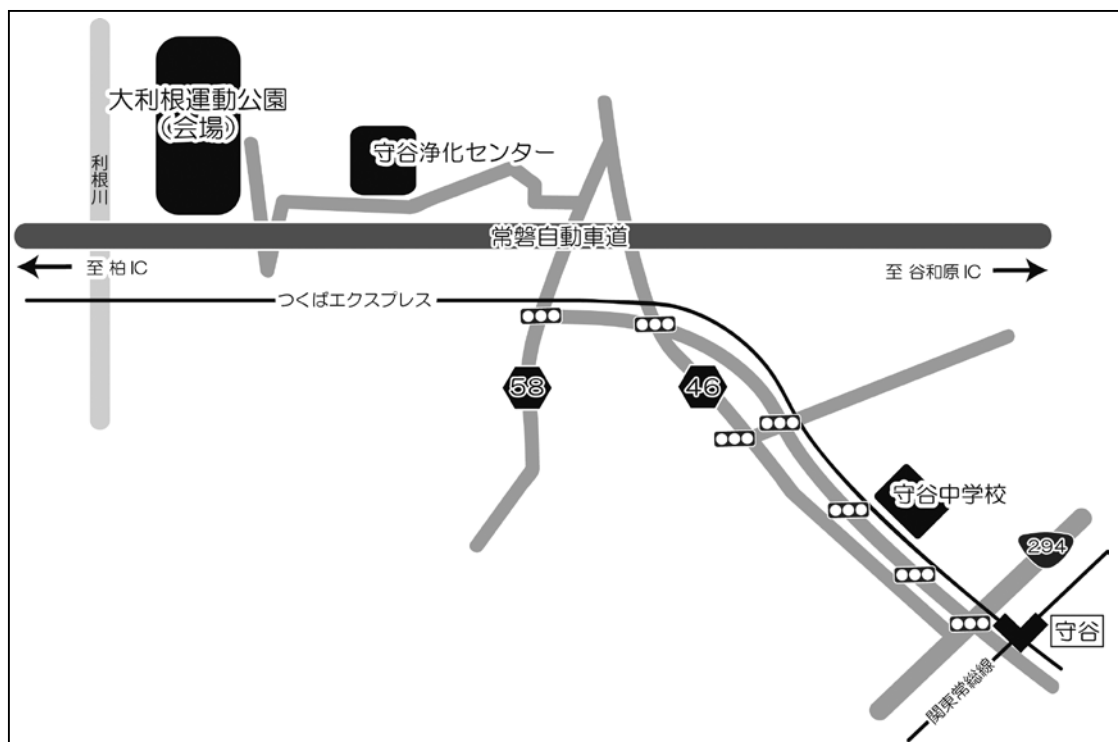 大利根運動公園
(会場)
守谷浄化センター
利根川
常磐自動車道
至 柏 IC
至 谷和原 IC
つくばエクスプレス
58
46
守谷中学校
294
守谷
関東常総線